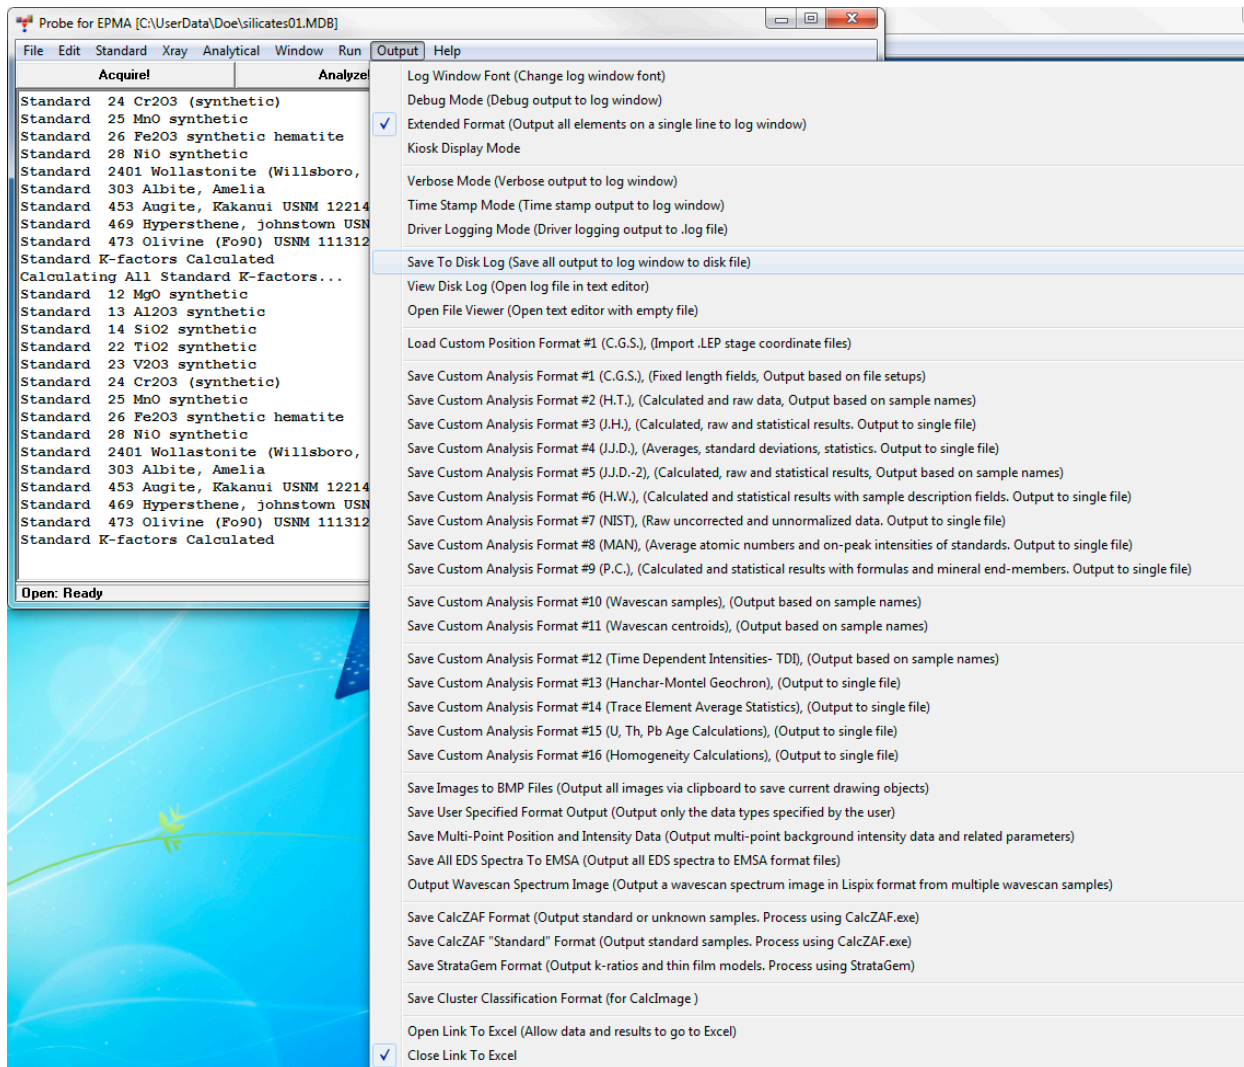 Probe for EPMA [C:\UserData\Doe\silicates01.MDB]
File Edit Standard Xray Analytical Window Run Output Help
Acquire! Analyze!
Standard 24 Cr2O3 (synthetic)
Standard 25 MnO synthetic
Standard 26 Fe2O3 synthetic hematite
Standard 28 NiO synthetic
Standard 2401 Wollastonite (Willsboro,
Standard 303 Albite, Amelia
Standard 453 Augite, Kakanui USNM 12214
Standard 469 Hypersthene, johnstown USN
Standard 473 Olivine (Fo90) USNM 111312
Standard K-factors Calculated
Calculating All Standard K-factors...
Standard 12 MgO synthetic
Standard 13 Al2O3 synthetic
Standard 14 SiO2 synthetic
Standard 22 TiO2 synthetic
Standard 23 V2O3 synthetic
Standard 24 Cr2O3 (synthetic)
Standard 25 MnO synthetic
Standard 26 Fe2O3 synthetic hematite
Standard 28 NiO synthetic
Standard 2401 Wollastonite (Willsboro,
Standard 303 Albite, Amelia
Standard 453 Augite, Kakanui USNM 12214
Standard 469 Hypersthene, johnstown USN
Standard 473 Olivine (Fo90) USNM 111312
Standard K-factors Calculated
Open: Ready
Log Window Font (Change log window font)
Debug Mode (Debug output to log window)
Extended Format (Output all elements on a single line to log window)
Kiosk Display Mode
Verbose Mode (Verbose output to log window)
Time Stamp Mode (Time stamp output to log window)
Driver Logging Mode (Driver logging output to .log file)
Save To Disk Log (Save all output to log window to disk file)
View Disk Log (Open log file in text editor)
Open File Viewer (Open text editor with empty file)
Load Custom Position Format #1 (C.G.S.), (Import .LEP stage coordinate files)
Save Custom Analysis Format #1 (C.G.S.), (Fixed length fields, Output based on file setups)
Save Custom Analysis Format #2 (H.T.), (Calculated and raw data, Output based on sample names)
Save Custom Analysis Format #3 (J.H.), (Calculated, raw and statistical results. Output to single file)
Save Custom Analysis Format #4 (J.J.D.), (Averages, standard deviations, statistics. Output to single file)
Save Custom Analysis Format #5 (J.J.D.-2), (Calculated, raw and statistical results, Output based on sample names)
Save Custom Analysis Format #6 (H.W.), (Calculated and statistical results with sample description fields. Output to single file)
Save Custom Analysis Format #7 (NIST), (Raw uncorrected and unnormalized data. Output to single file)
Save Custom Analysis Format #8 (MAN), (Average atomic numbers and on-peak intensities of standards. Output to single file)
Save Custom Analysis Format #9 (P.C.), (Calculated and statistical results with formulas and mineral end-members. Output to single file)
Save Custom Analysis Format #10 (Wavescan samples), (Output based on sample names)
Save Custom Analysis Format #11 (Wavescan centroids), (Output based on sample names)
Save Custom Analysis Format #12 (Time Dependent Intensities- TDI), (Output based on sample names)
Save Custom Analysis Format #13 (Hanchar-Montel Geochron), (Output to single file)
Save Custom Analysis Format #14 (Trace Element Average Statistics), (Output to single file)
Save Custom Analysis Format #15 (U, Th, Pb Age Calculations), (Output to single file)
Save Custom Analysis Format #16 (Homogeneity Calculations), (Output to single file)
Save Images to BMP Files (Output all images via clipboard to save current drawing objects)
Save User Specified Format Output (Output only the data types specified by the user)
Save Multi-Point Position and Intensity Data (Output multi-point background intensity data and related parameters)
Save All EDS Spectra To EMSA (Output all EDS spectra to EMSA format files)
Output Wavescan Spectrum Image (Output a wavescan spectrum image in Lispix format from multiple wavescan samples)
Save CalcZAF Format (Output standard or unknown samples. Process using CalcZAF.exe)
Save CalcZAF "Standard" Format (Output standard samples. Process using CalcZAF.exe)
Save StrataGem Format (Output k-ratios and thin film models. Process using StrataGem)
Save Cluster Classification Format (for CalcImage )
Open Link To Excel (Allow data and results to go to Excel)
Close Link To Excel